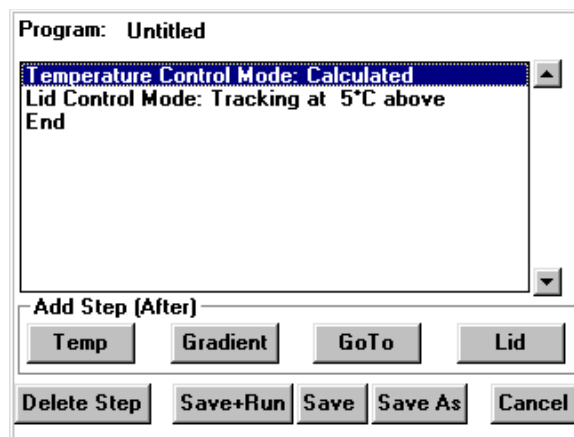 Program: Untitled
Temperature Control Mode: Calculated
Lid Control Mode: Tracking at 5°C above
End
Add Step (After)
Temp Gradient GoTo Lid
Delete Step Save+Run Save Save As Cancel